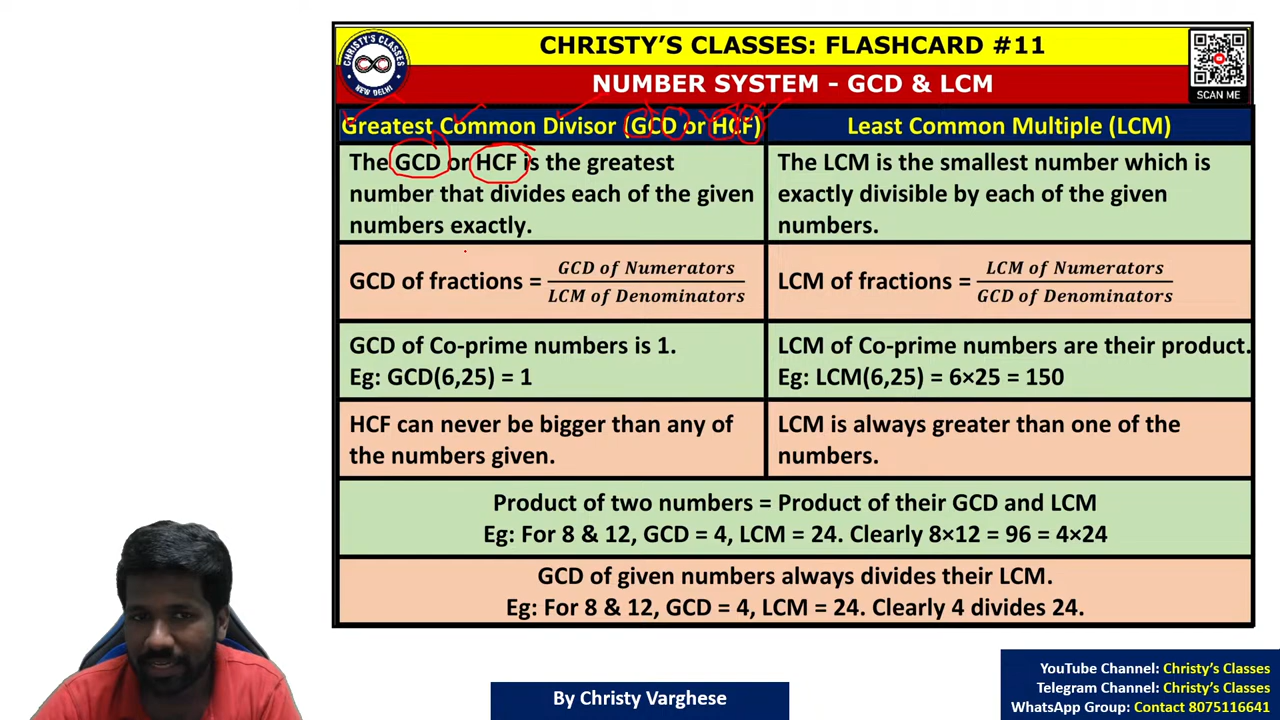 CHRISTY'S CLASSES
NEW DELHI
CHRISTY'S CLASSES: FLASHCARD #11
NUMBER SYSTEM - GCD & LCM
SCAN ME
Greatest Common Divisor (GCD or HCF)
Least Common Multiple (LCM)
The GCD or HCF is the greatest
number that divides each of the given
numbers exactly.
The LCM is the smallest number which is
exactly divisible by each of the given
numbers.
GCD of fractions = GCD of Numerators / LCM of Denominators
LCM of fractions = LCM of Numerators / GCD of Denominators
GCD of Co-prime numbers is 1.
Eg: GCD(6,25) = 1
LCM of Co-prime numbers are their product.
Eg: LCM(6,25) = 6×25 = 150
HCF can never be bigger than any of
the numbers given.
LCM is always greater than one of the
numbers.
Product of two numbers = Product of their GCD and LCM
Eg: For 8 & 12, GCD = 4, LCM = 24. Clearly 8×12 = 96 = 4×24
GCD of given numbers always divides their LCM.
Eg: For 8 & 12, GCD = 4, LCM = 24. Clearly 4 divides 24.
By Christy Varghese
YouTube Channel: Christy's Classes
Telegram Channel: Christy's Classes
WhatsApp Group: Contact 8075116641